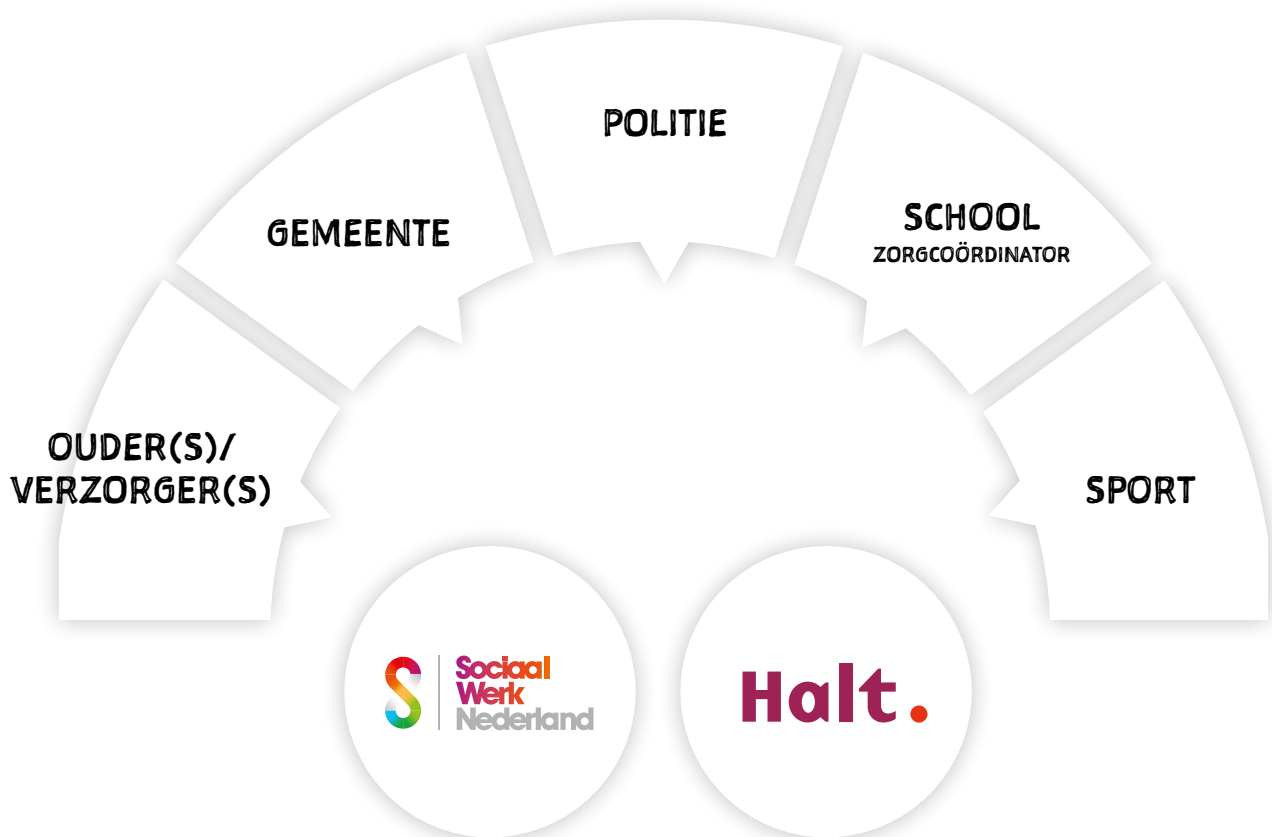 POLITIE
GEMEENTE
SCHOOL
ZORGCOÖRDINATOR
OUDER(S)/
VERZORGER(S)
SPORT
Sociaal
Werk
Nederland
Halt.